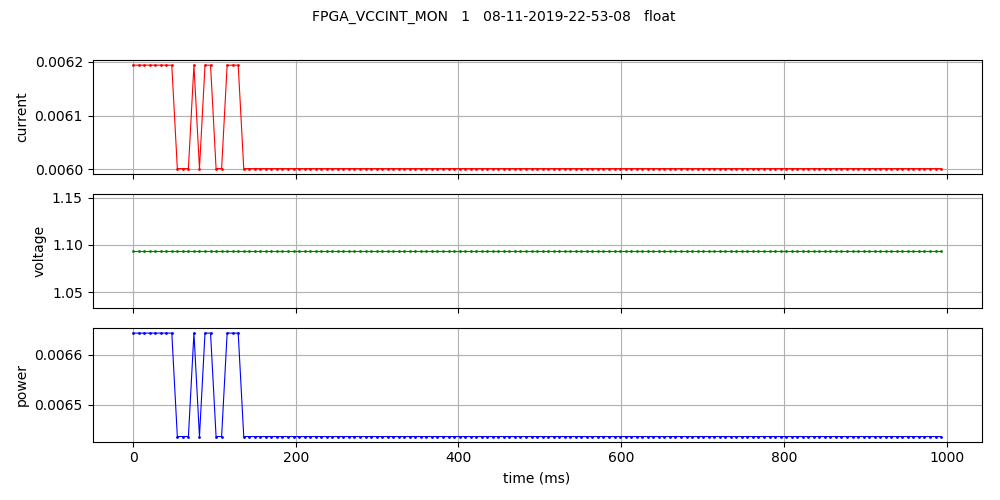 FPGA_VCCINT_MON 1 08-11-2019-22-53-08 float
0.0062
0.0061
0.0060
current
1.15
1.10
1.05
voltage
0.0066
0.0065
power
0 200 400 600 800 1000
time (ms)